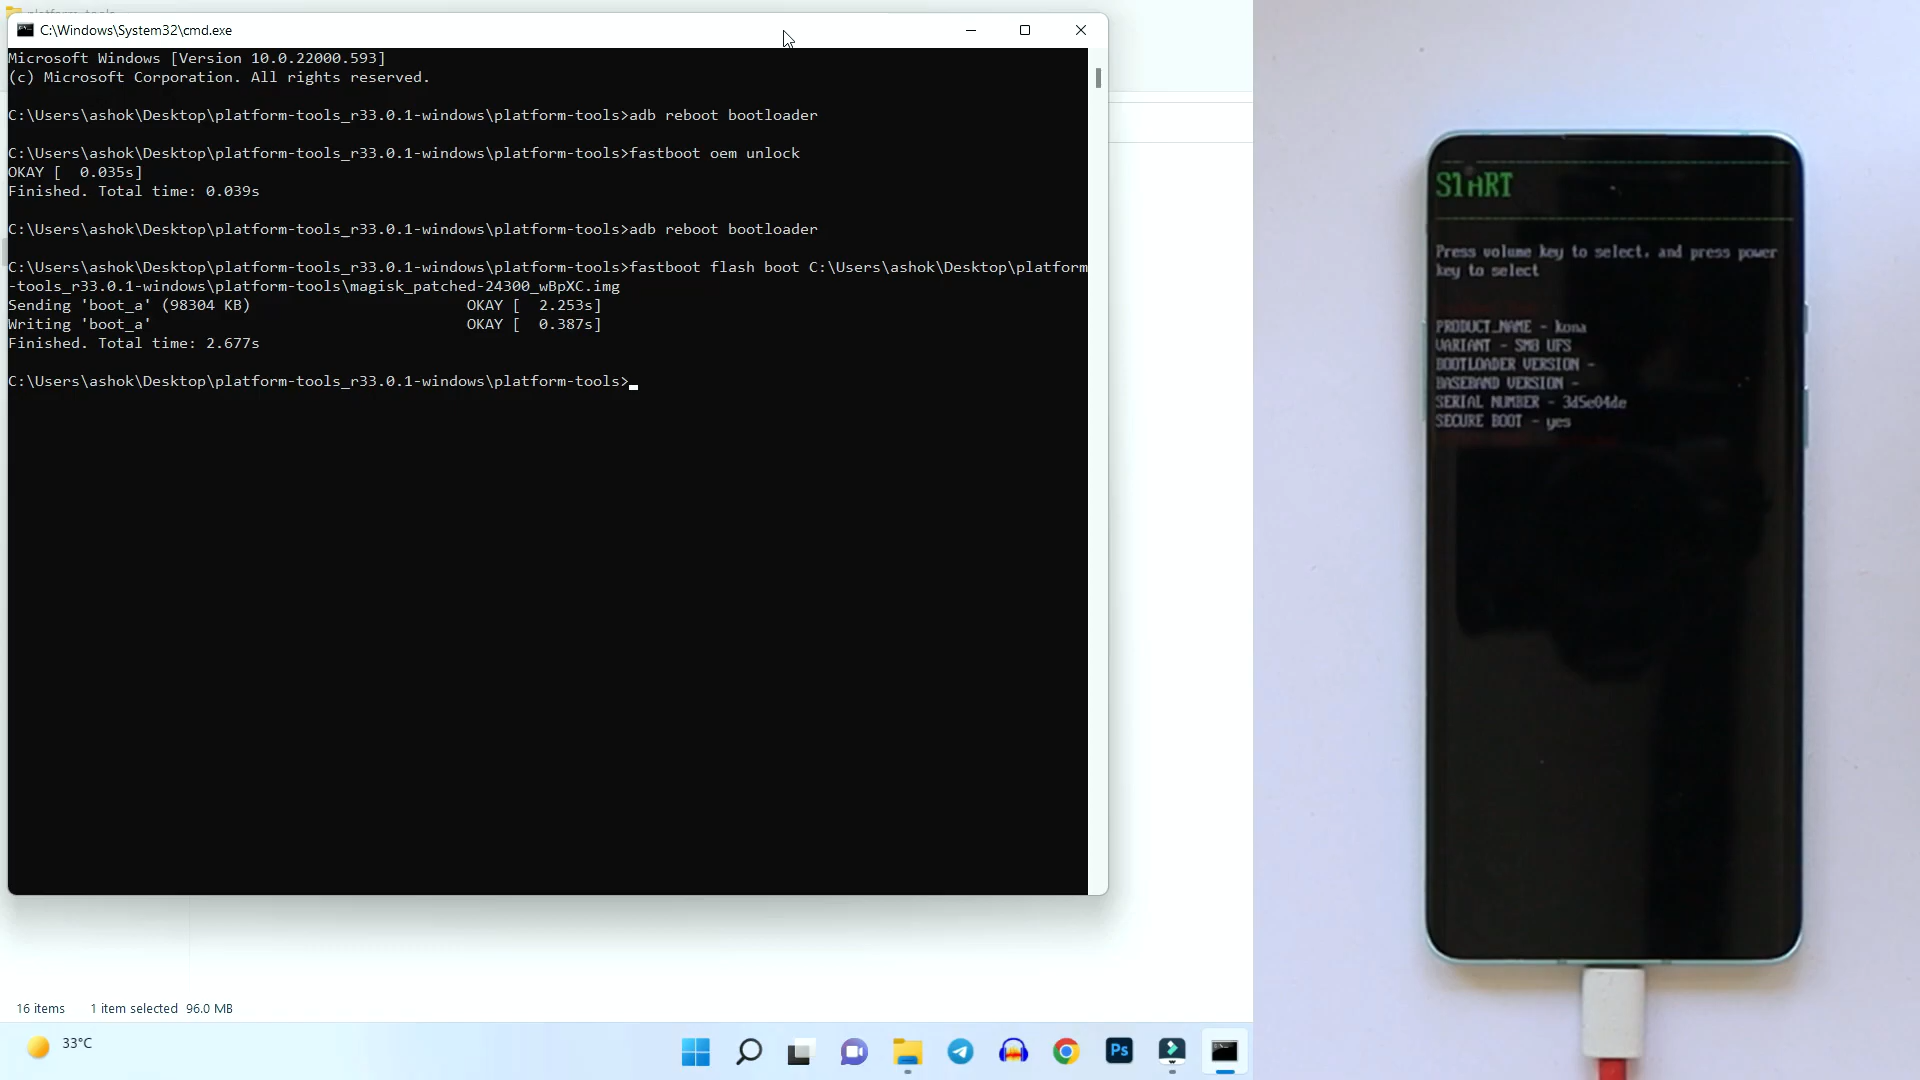 C:\Windows\System32\cmd.exe
Microsoft Windows [Version 10.0.22000.593]
(c) Microsoft Corporation. All rights reserved.
C:\Users\ashok\Desktop\platform-tools_r33.0.1-windows\platform-tools>adb reboot bootloader
C:\Users\ashok\Desktop\platform-tools_r33.0.1-windows\platform-tools>fastboot oem unlock
OKAY [  0.035s]
Finished. Total time: 0.039s
C:\Users\ashok\Desktop\platform-tools_r33.0.1-windows\platform-tools>adb reboot bootloader
C:\Users\ashok\Desktop\platform-tools_r33.0.1-windows\platform-tools>fastboot flash boot C:\Users\ashok\Desktop\platform
-tools_r33.0.1-windows\platform-tools\magisk_patched-24300_wBpXC.img
Sending 'boot_a' (98304 KB)                        OKAY [  2.253s]
Writing 'boot_a'                                   OKAY [  0.387s]
Finished. Total time: 2.677s
C:\Users\ashok\Desktop\platform-tools_r33.0.1-windows\platform-tools>
16 items 1 item selected 96.0 MB
33°C
Ps
START
Press volume key to select, and press power
key to select
PRODUCT_NAME - kona
VARIANT - SM8 UFS
BOOTLOADER VERSION -
BASEBAND VERSION -
SERIAL NUMBER - 3d5e04de
SECURE BOOT - yes